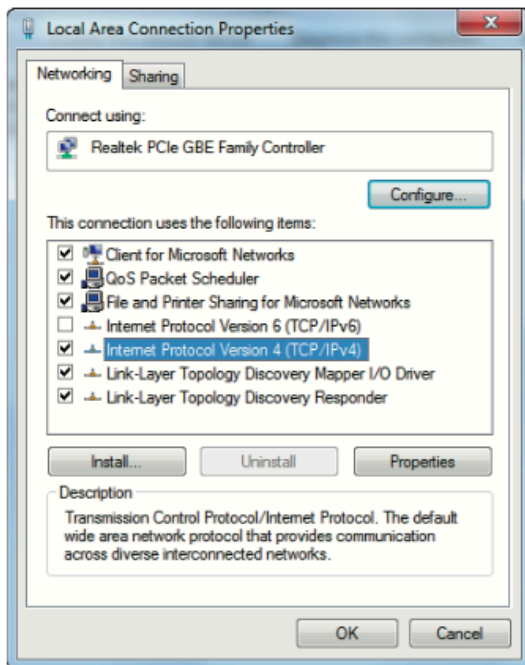 Local Area Connection Properties
Networking
Sharing
Connect using:
Realtek PCIe GBE Family Controller
Configure...
This connection uses the following items:
Client for Microsoft Networks
QoS Packet Scheduler
File and Printer Sharing for Microsoft Networks
Internet Protocol Version 6 (TCP/IPv6)
Internet Protocol Version 4 (TCP/IPv4)
Link-Layer Topology Discovery Mapper I/O Driver
Link-Layer Topology Discovery Responder
Install...
Uninstall
Properties
Description
Transmission Control Protocol/Internet Protocol. The default
wide area network protocol that provides communication
across diverse interconnected networks.
OK
Cancel